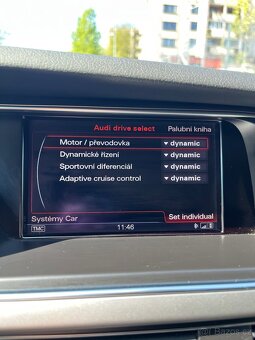 Audi drive select Palubní kniha
Motor / převodovka dynamic
Dynamické řízení dynamic
Sportovní diferenciál dynamic
Adaptive cruise control dynamic
Systémy Car Set individual
TMC 11:46